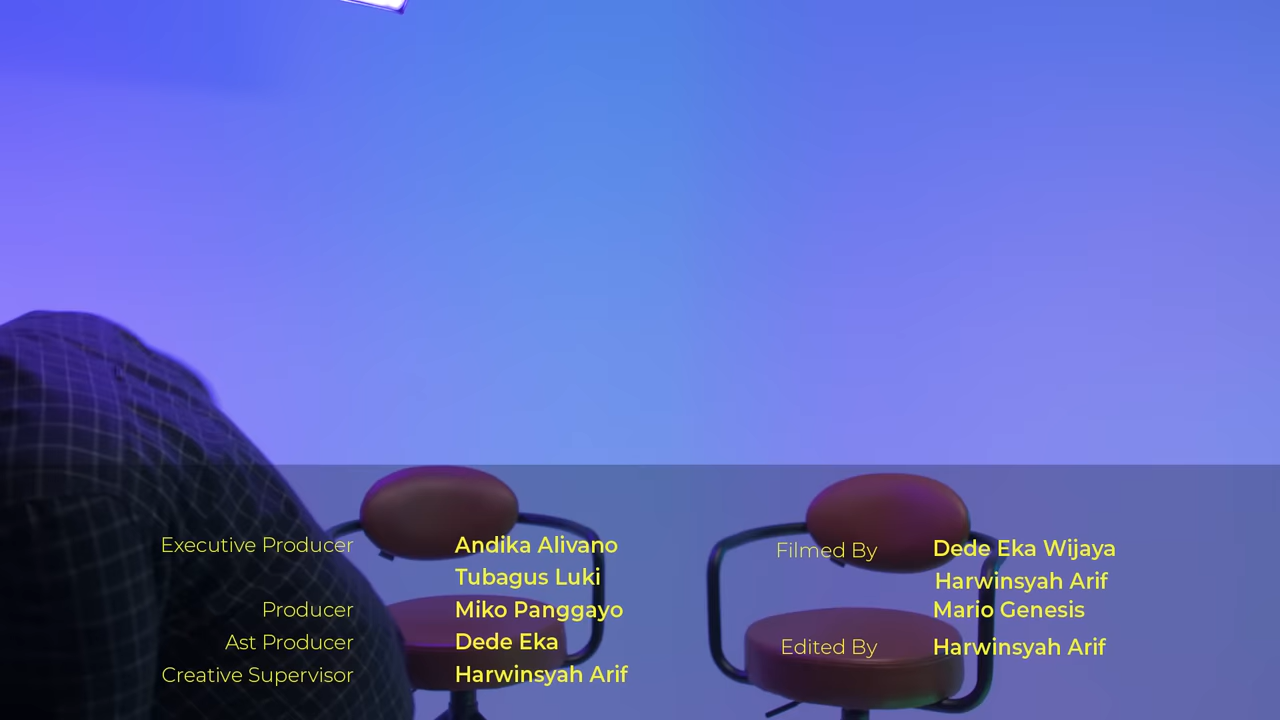 Executive Producer Andika Alivano
Tubagus Luki
Producer Miko Panggayo
Ast Producer Dede Eka
Creative Supervisor Harwinsyah Arif
Filmed By Dede Eka Wijaya
Harwinsyah Arif
Mario Genesis
Edited By Harwinsyah Arif